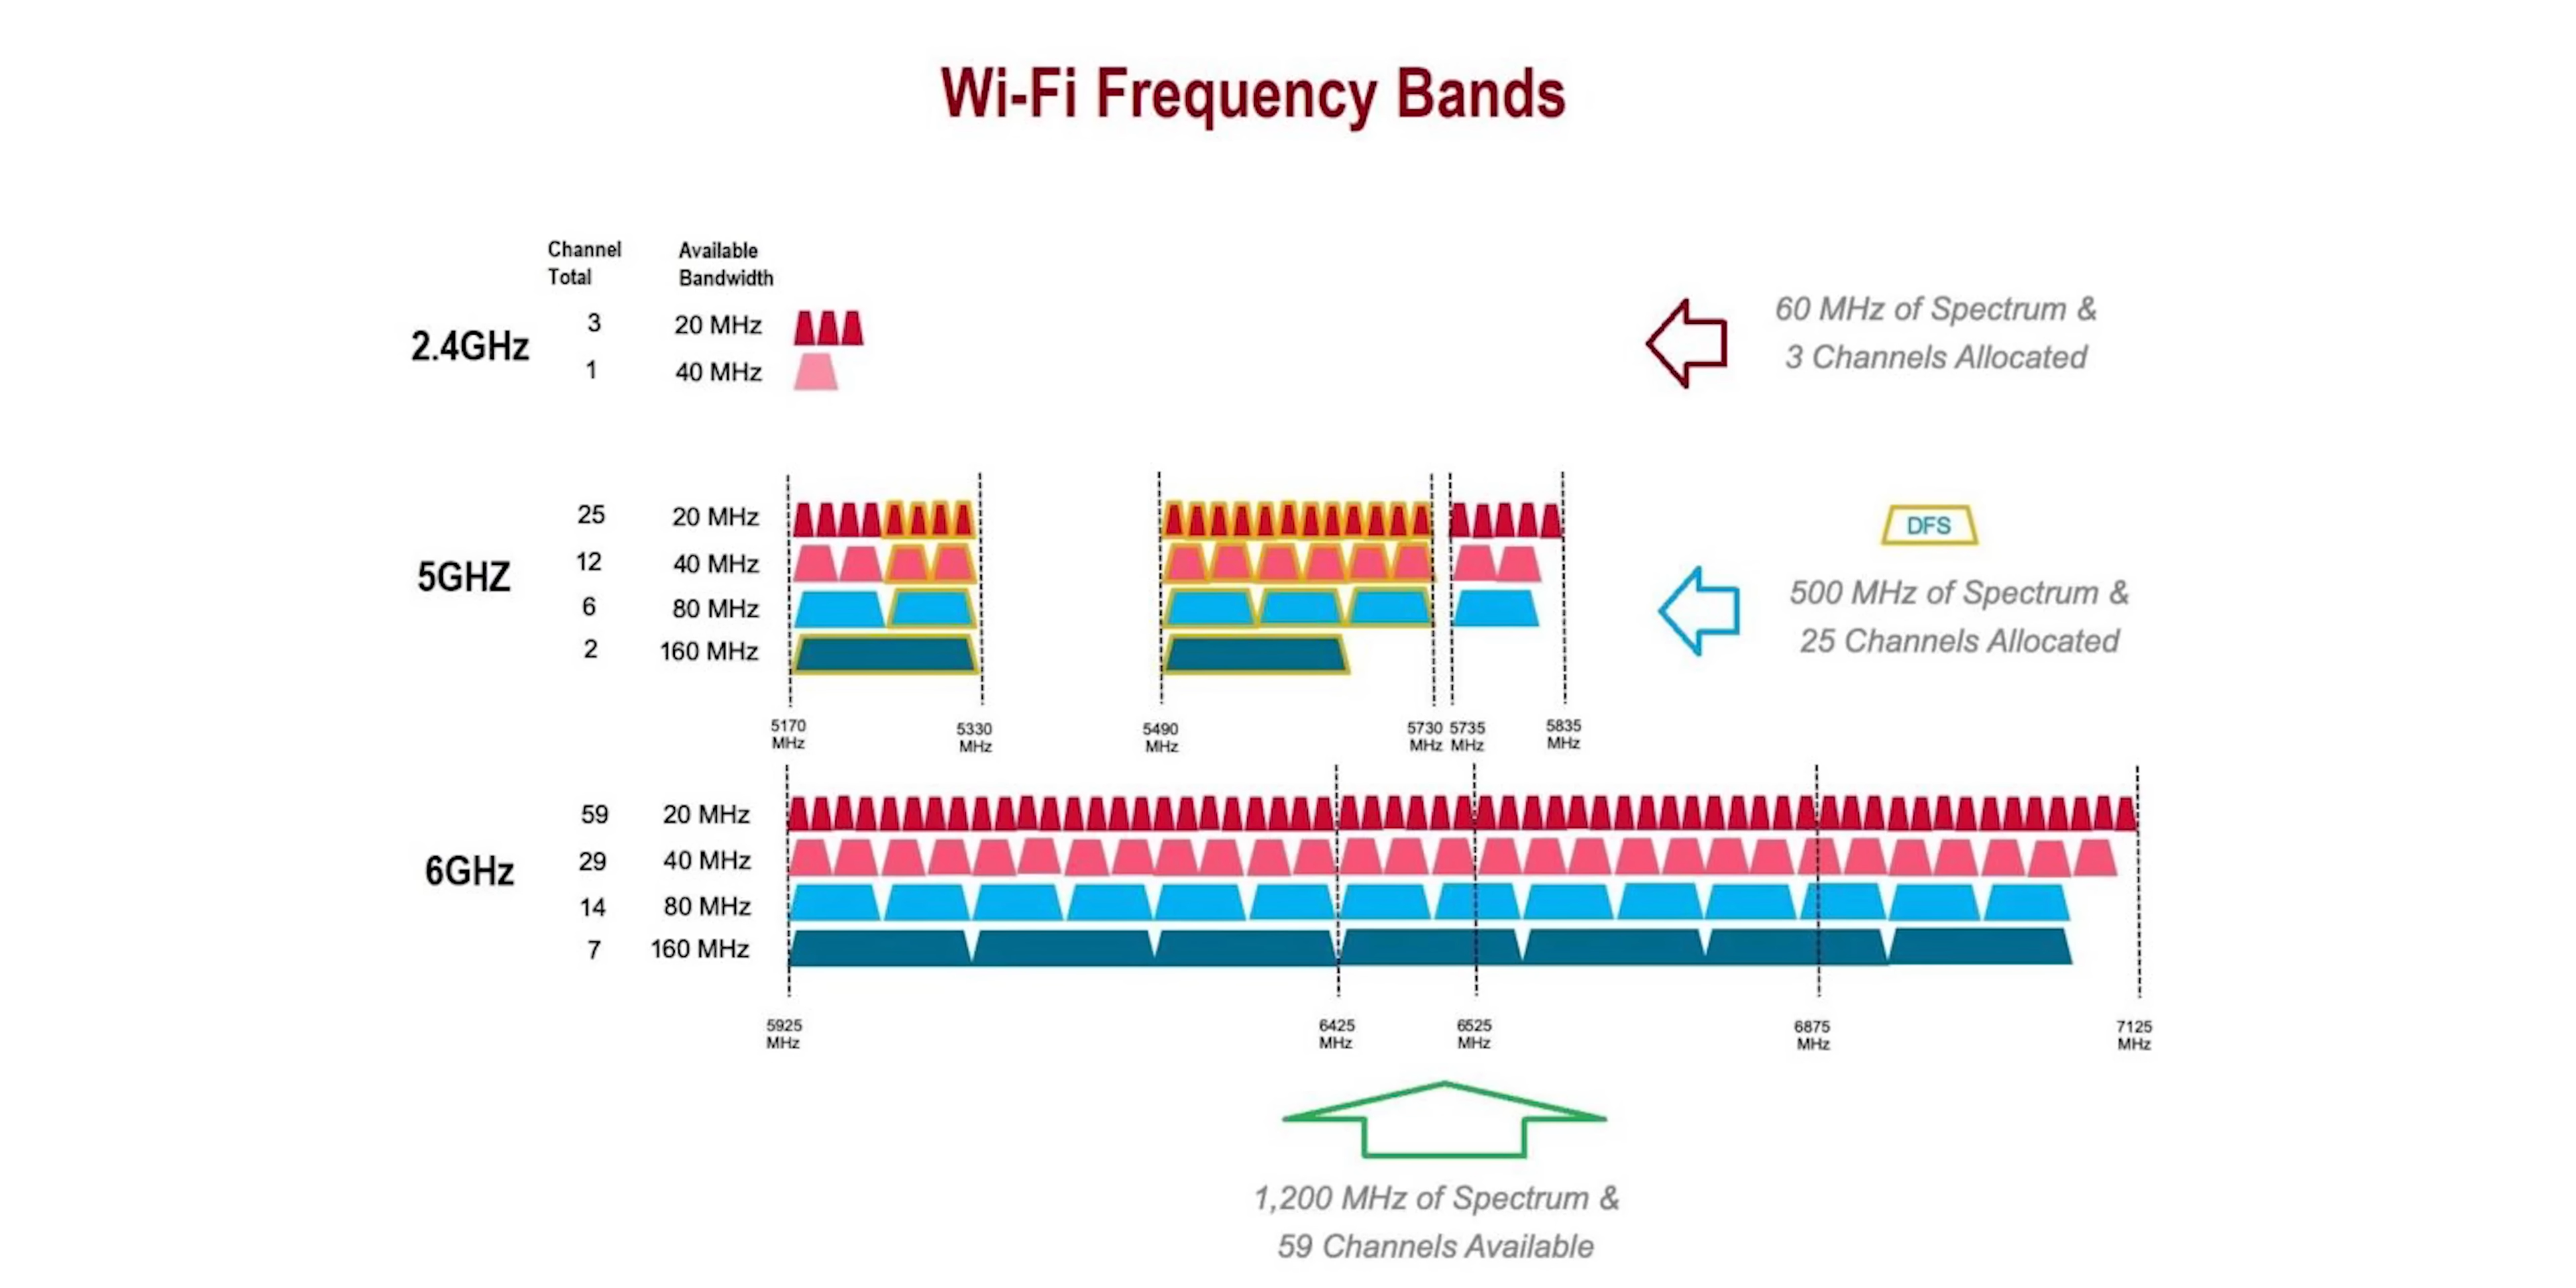 Wi-Fi Frequency Bands
Channel Total
Available Bandwidth
2.4GHz
3 20 MHz
1 40 MHz
60 MHz of Spectrum &
3 Channels Allocated
5GHZ
25 20 MHz
12 40 MHz
6 80 MHz
2 160 MHz
DFS
500 MHz of Spectrum &
25 Channels Allocated
5170 MHz
5330 MHz
5490 MHz
5730 MHz
5735 MHz
5835 MHz
6GHz
59 20 MHz
29 40 MHz
14 80 MHz
7 160 MHz
5925 MHz
6425 MHz
6525 MHz
6875 MHz
7125 MHz
1,200 MHz of Spectrum &
59 Channels Available